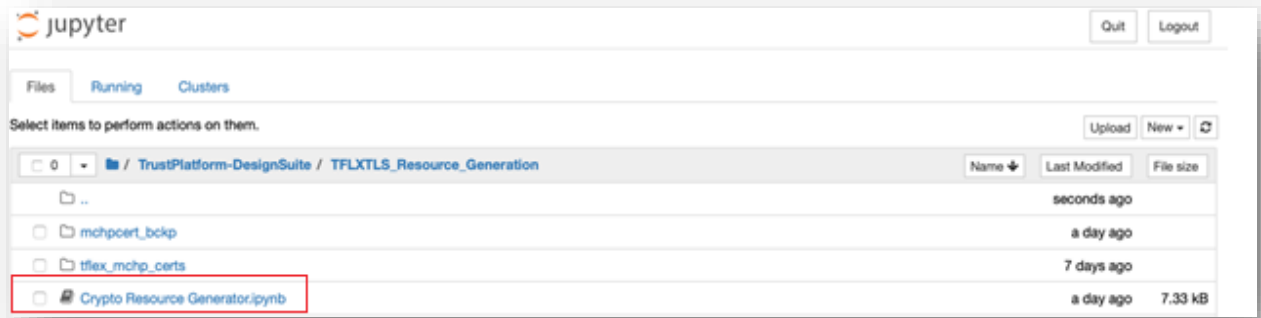 jupyter
Quit Logout
Files Running Clusters
Select items to perform actions on them.
Upload New
0 / TrustPlatform-DesignSuite / TFLXTLS_Resource_Generation Name Last Modified File size
.. seconds ago
mchpcert_bckp a day ago
tflex_mchp_certs 7 days ago
Crypto Resource Generator.ipynb a day ago 7.33 kB